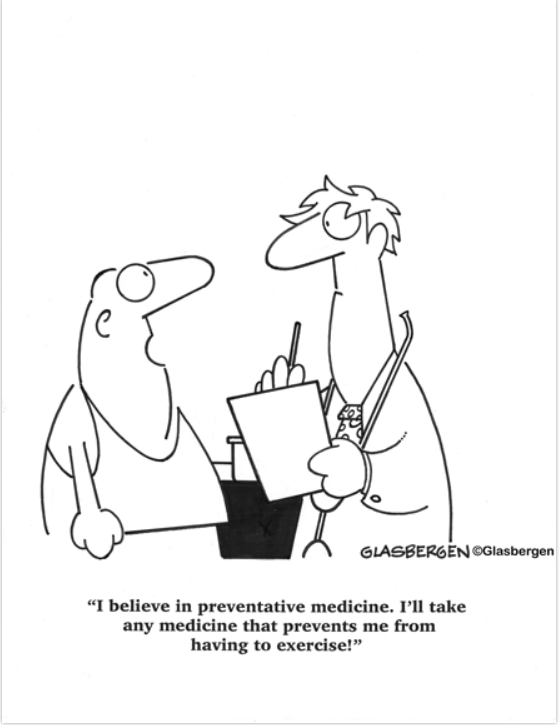 GLASBERGEN ©Glasbergen
“I believe in preventative medicine. I’ll take
any medicine that prevents me from
having to exercise!”